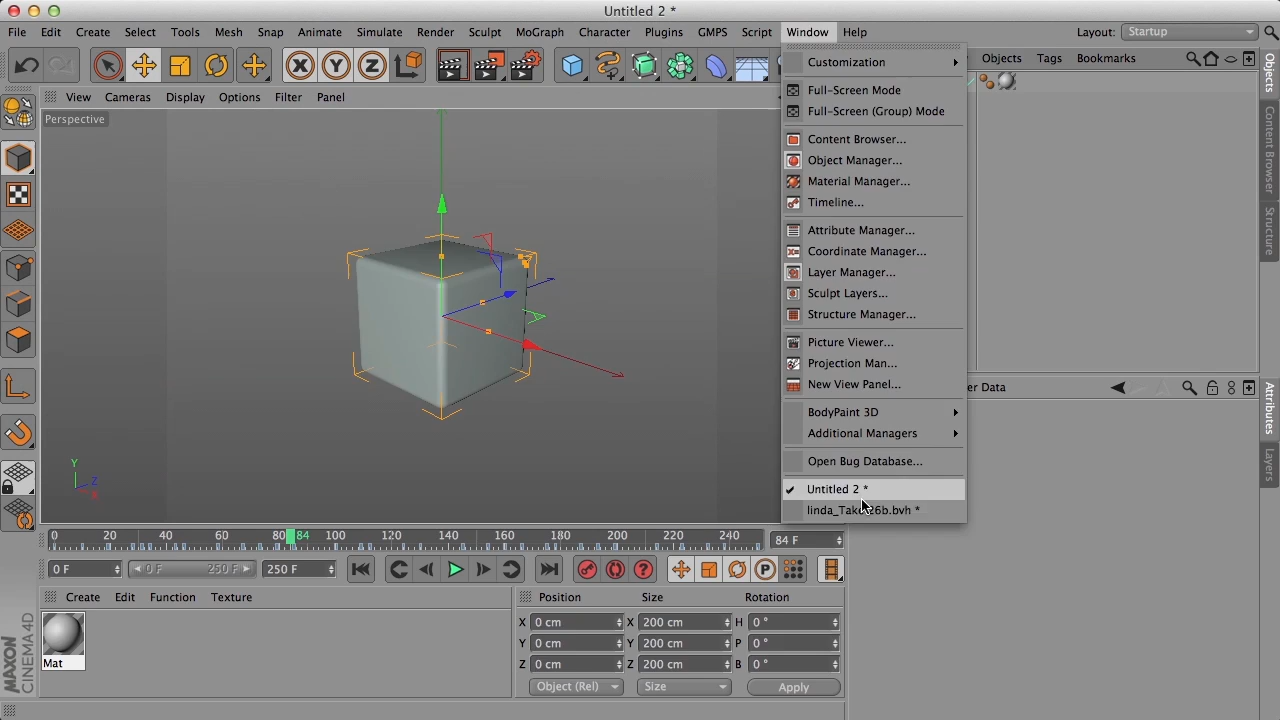 Untitled 2 *
File Edit Create Select Tools Mesh Snap Animate Simulate Render Sculpt MoGraph Character Plugins GMPS Script Window Help Layout: Startup
X Y Z
Objects Tags Bookmarks
View Cameras Display Options Filter Panel
Perspective
Customization
Full-Screen Mode
Full-Screen (Group) Mode
Content Browser...
Object Manager...
Material Manager...
Timeline...
Attribute Manager...
Coordinate Manager...
Layer Manager...
Sculpt Layers...
Structure Manager...
Picture Viewer...
Projection Man...
New View Panel...
BodyPaint 3D
Additional Managers
Open Bug Database...
Untitled 2 *
er Data
Objects
Content Browser
Structure
Attributes
Layers
Y
Z
X
0 20 40 60 80 84 100 120 140 160 180 200 220 240 84 F
0 F 0 F 250 F 250 F P
Create Edit Function Texture
Mat
Position Size Rotation
X 0 cm X 200 cm H 0 °
Y 0 cm Y 200 cm P 0 °
Z 0 cm Z 200 cm B 0 °
Object (Rel) Size Apply
MAXON
CINEMA4D